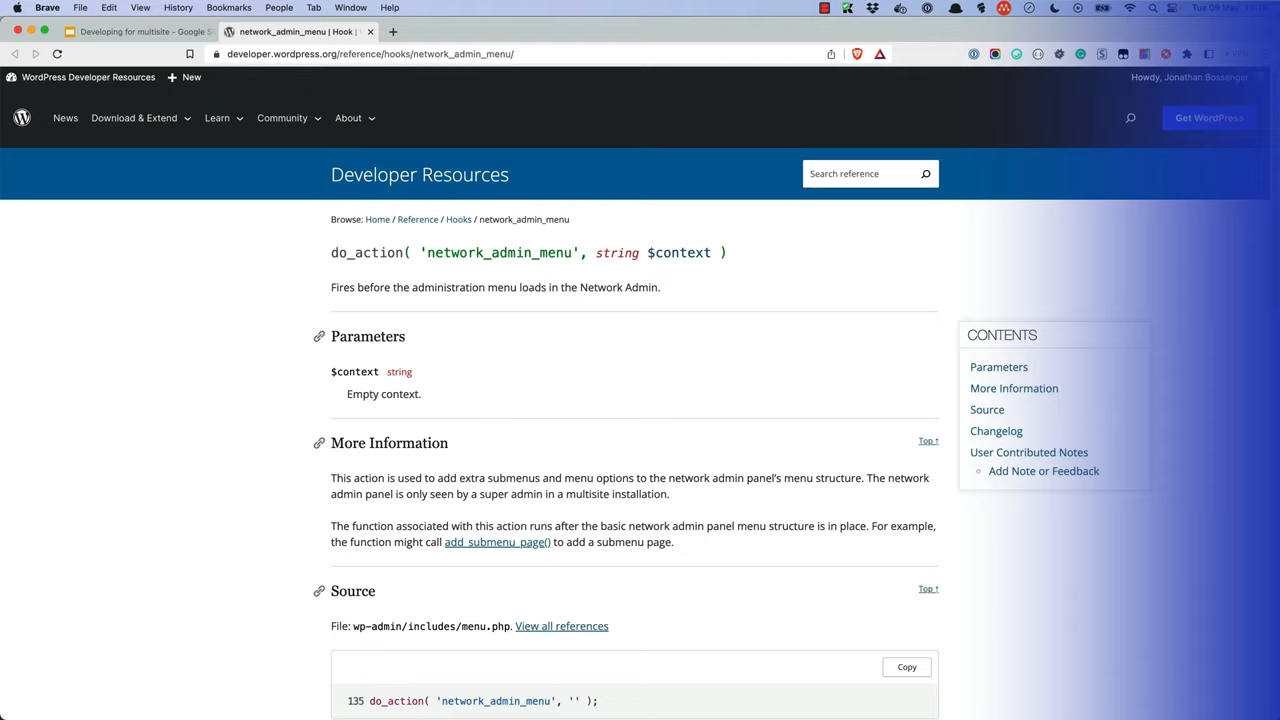 Brave File Edit View History Bookmarks People Tab Window Help Tue 09 May
Developing for multisite - Google S network_admin_menu | Hook |
developer.wordpress.org/reference/hooks/network_admin_menu/
WordPress Developer Resources New Howdy, Jonathan Bossenger
News Download & Extend Learn Community About Get WordPress
Developer Resources Search reference
Browse: Home / Reference / Hooks / network_admin_menu
do_action( 'network_admin_menu', string $context )
Fires before the administration menu loads in the Network Admin.
Parameters
$context string
Empty context.
More Information Top ↑
This action is used to add extra submenus and menu options to the network admin panel's menu structure. The network
admin panel is only seen by a super admin in a multisite installation.
The function associated with this action runs after the basic network admin panel menu structure is in place. For example,
the function might call add_submenu_page() to add a submenu page.
Source Top ↑
File: wp-admin/includes/menu.php. View all references
Copy
135 do_action( 'network_admin_menu', '' );
CONTENTS
Parameters
More Information
Source
Changelog
User Contributed Notes
Add Note or Feedback